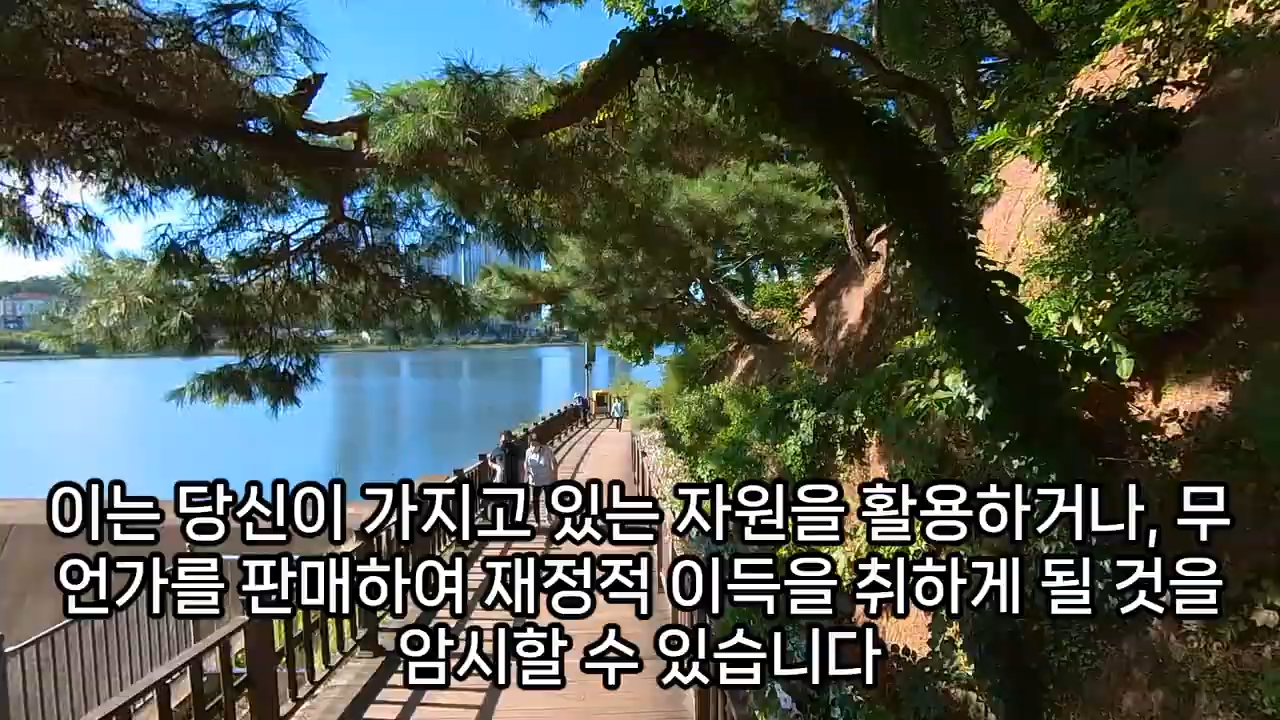 이는 당신이 가지고 있는 자원을 활용하거나, 무
언가를 판매하여 재정적 이득을 취하게 될 것을
암시할 수 있습니다